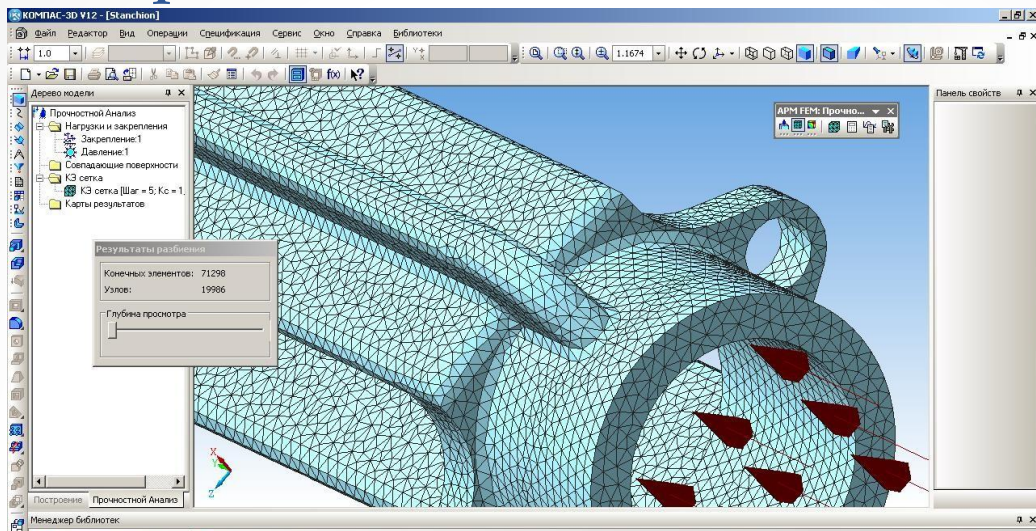 КОМПАС-3D V12 - [Stanchion]
Файл Редактор Вид Операции Спецификация Сервис Окно Справка Библиотеки
1.0
1.1674
f(x)
Дерево модели
Панель свойств
Прочностной Анализ
Нагрузки и закрепления
Закрепление:1
Давление:1
Совпадающие поверхности
КЭ сетка
КЭ сетка [Шаг = 5; Кс = 1,
Карты результатов
APM FEM: Прочно...
Результаты разбиения
Конечных элементов: 71298
Узлов: 19986
Глубина просмотра
X
Y
Z
Построение Прочностной Анализ
Менеджер библиотек